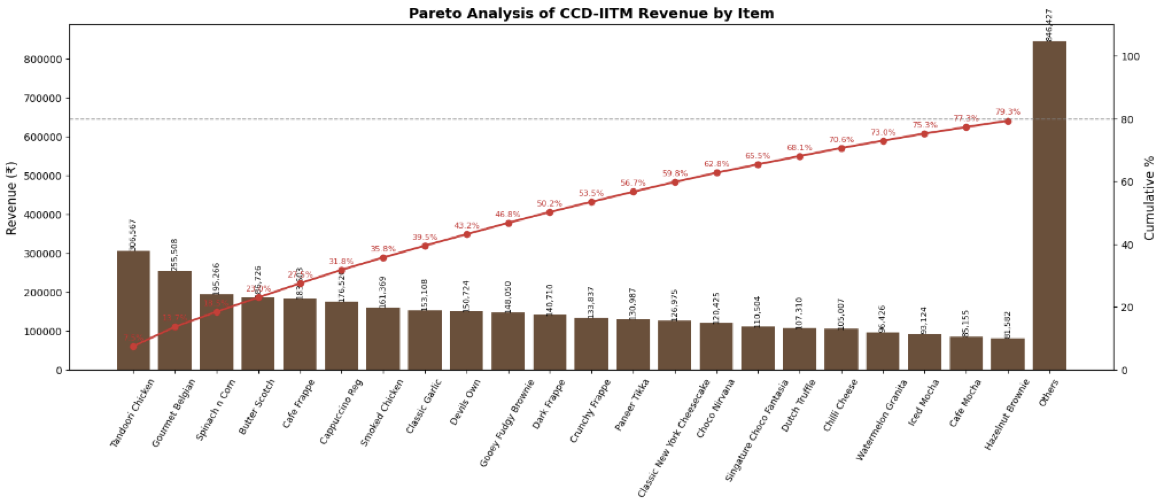 Pareto Analysis of CCD-IITM Revenue by Item
Revenue (₹)
800000
700000
600000
500000
400000
300000
200000
100000
0
100
80
60
40
20
0
Cumulative %
306,567
255,508
195,266
176,52
161,369
153,108
150,724
148,050
140,710
133,837
130,987
126,975
120,425
110,504
107,310
105,007
96,426
93,124
85,155
81,582
846,427
31.8%
35.8%
39.5%
43.2%
46.8%
50.2%
53.5%
56.7%
59.8%
62.8%
65.5%
68.1%
70.6%
73.0%
75.3%
77.3%
79.3%
Tandoori Chicken
Gourmet Belgian
Spinach n Corn
Butter Scotch
Cafe Frappe
Cappuccino Reg
Smoked Chicken
Classic Garlic
Devils Own
Gooey Fudgy Brownie
Dark Frappe
Crunchy Frappe
Paneer Tikka
Classic New York Cheesecake
Choco Nirvana
Singature Choco Fantasia
Dutch Truffle
Chilli Cheese
Watermelon Granita
Iced Mocha
Cafe Mocha
Hazelnut Brownie
Others